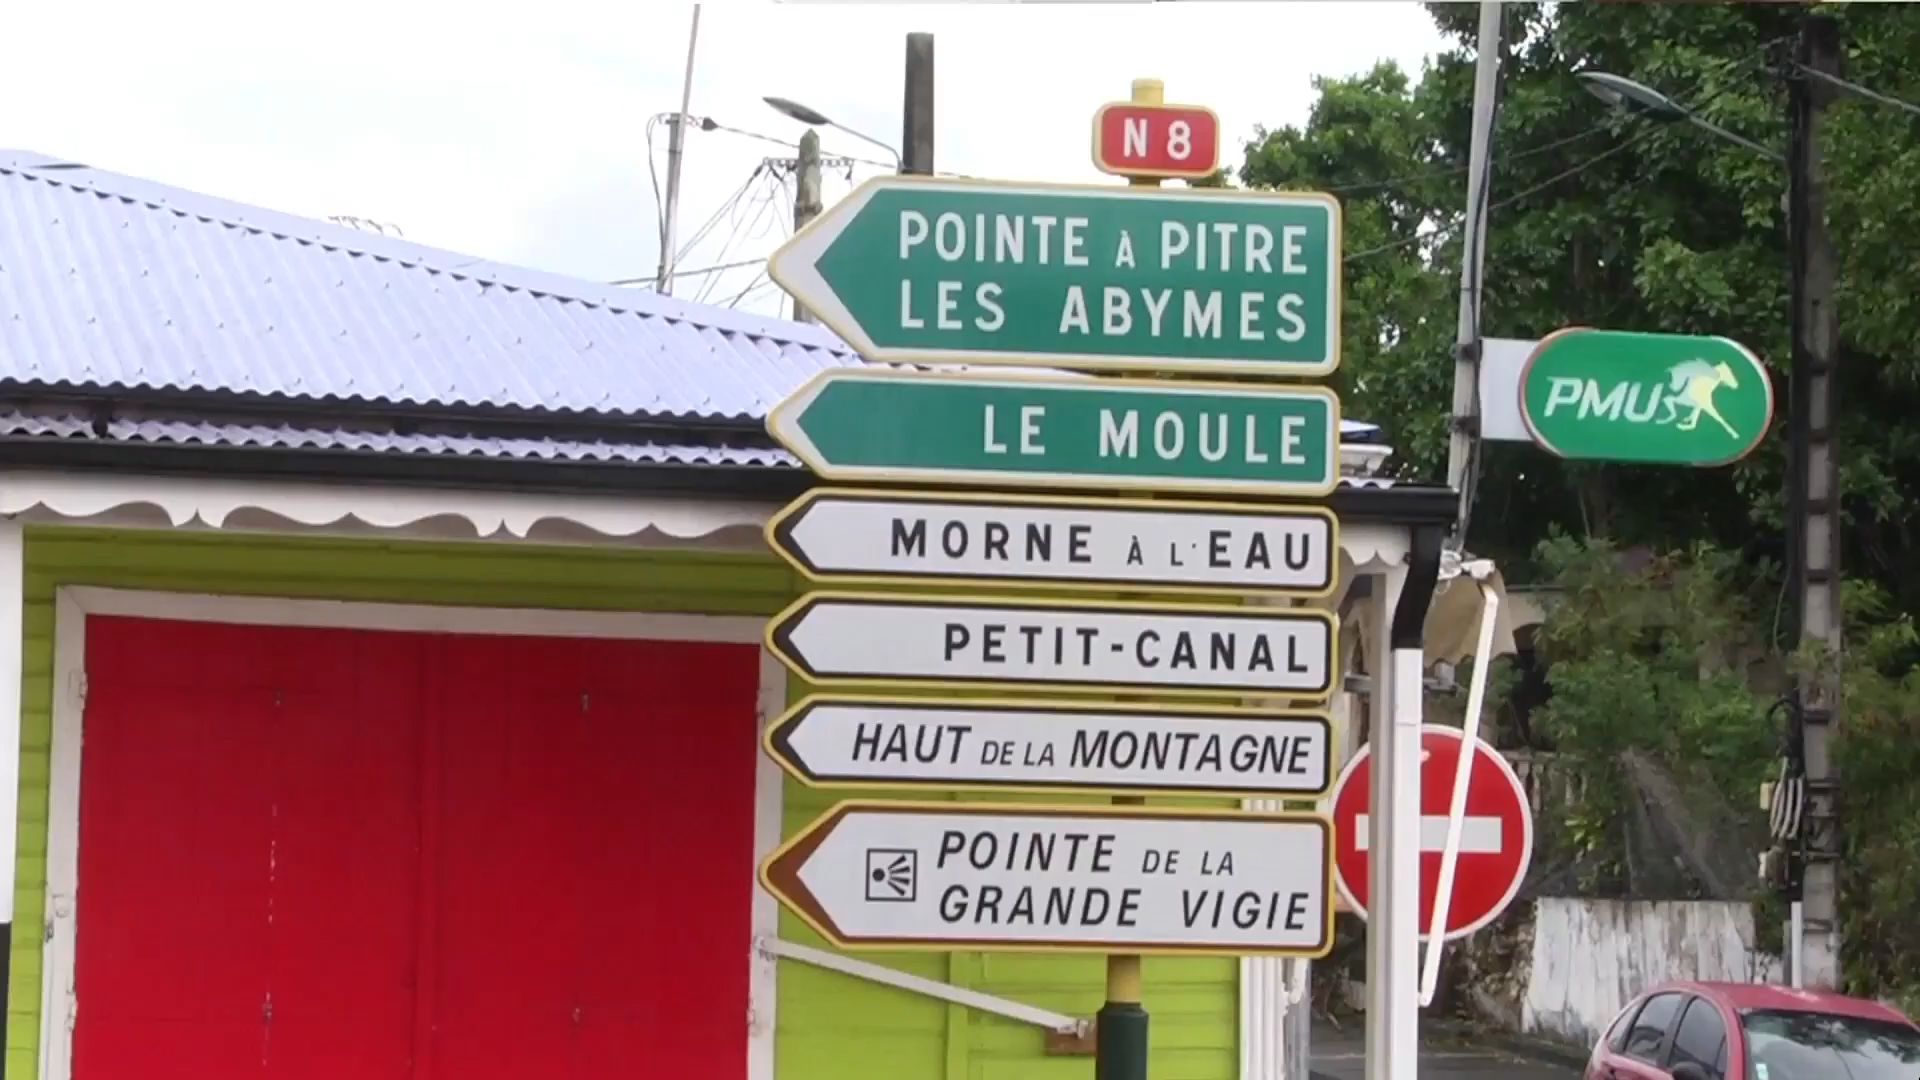 N 8
POINTE À PITRE
LES ABYMES
LE MOULE
MORNE À L'EAU
PETIT-CANAL
HAUT DE LA MONTAGNE
POINTE DE LA
GRANDE VIGIE
PMU